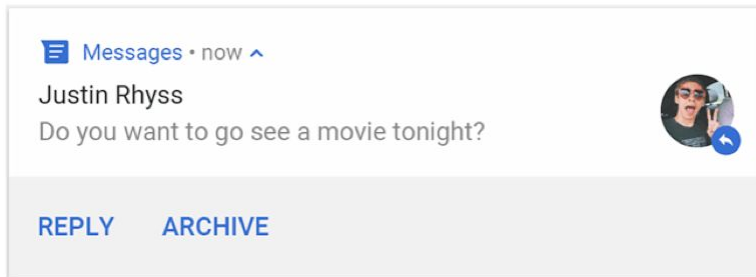 Messages • now
Justin Rhyss
Do you want to go see a movie tonight?
REPLY ARCHIVE